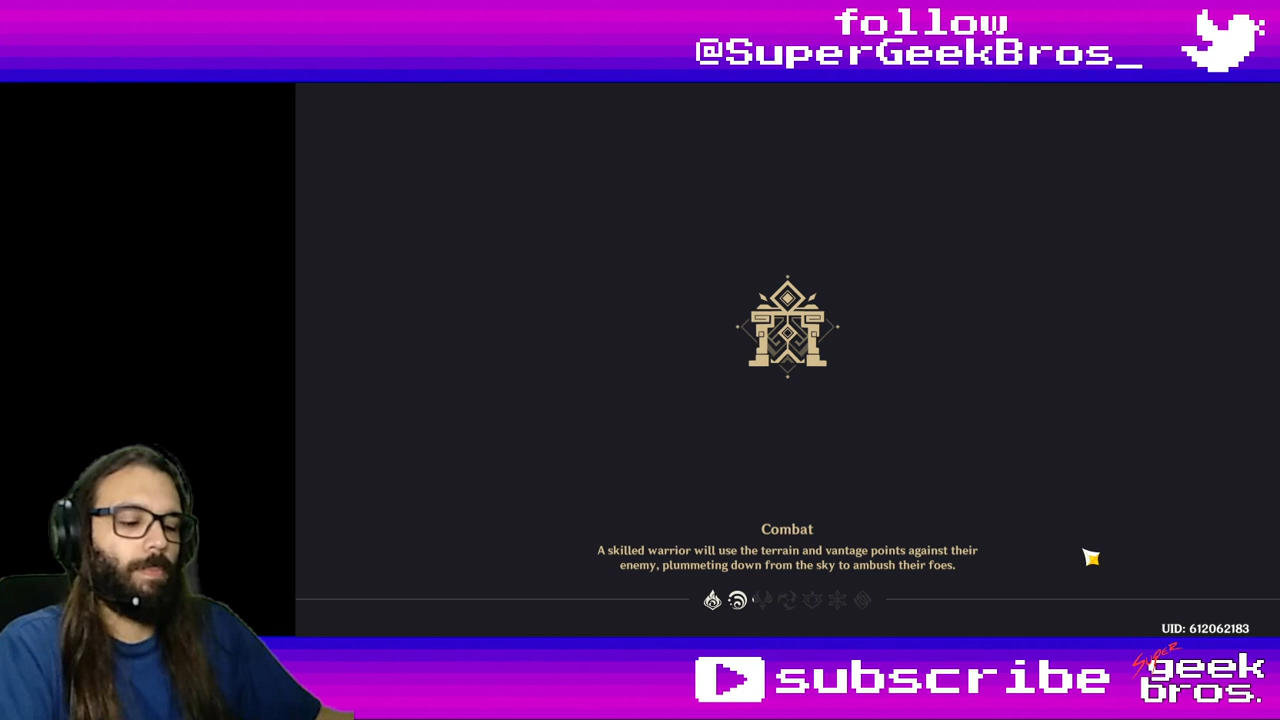 follow
@SuperGeekBros_
Combat
A skilled warrior will use the terrain and vantage points against their
enemy, plummeting down from the sky to ambush their foes.
UID: 612062183
subscribe
SUPER
geek
bros.